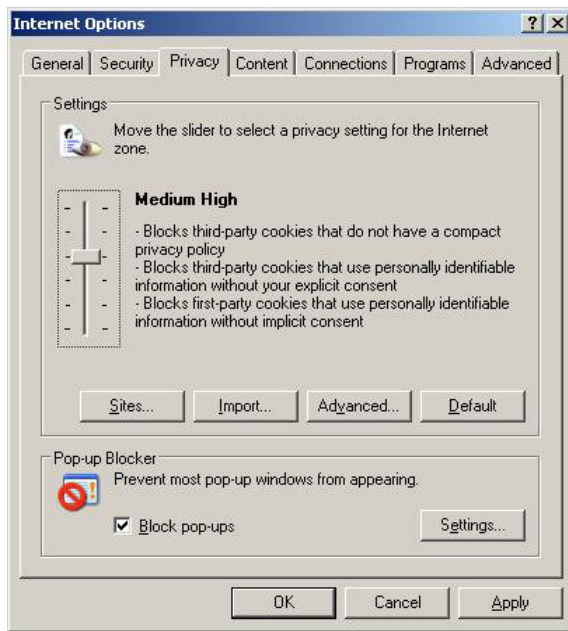 Internet Options
General Security Privacy Content Connections Programs Advanced
Settings
Move the slider to select a privacy setting for the Internet
zone.
Medium High
- Blocks third-party cookies that do not have a compact
privacy policy
- Blocks third-party cookies that use personally identifiable
information without your explicit consent
- Blocks first-party cookies that use personally identifiable
information without implicit consent
Sites... Import... Advanced... Default
Pop-up Blocker
Prevent most pop-up windows from appearing.
Block pop-ups Settings...
OK Cancel Apply